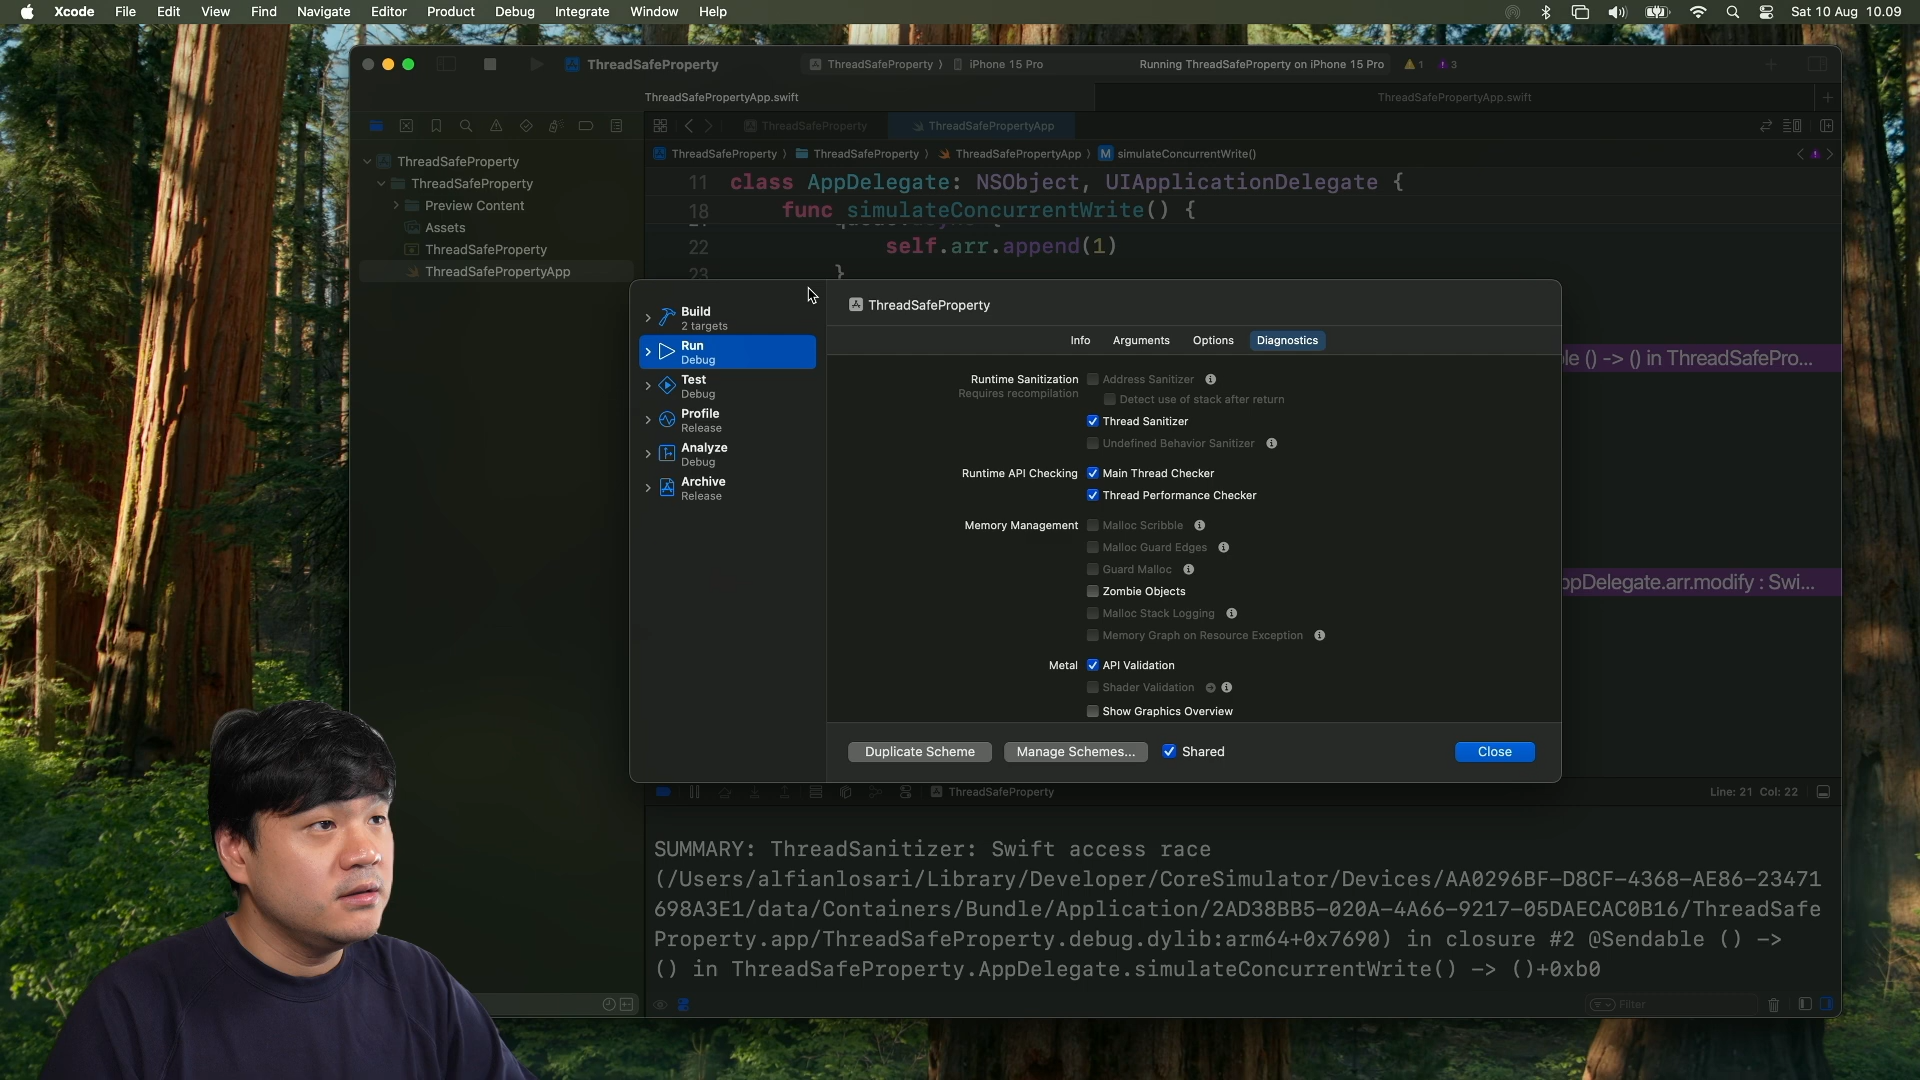 Xcode File Edit View Find Navigate Editor Product Debug Integrate Window Help Sat 10 Aug 10.09
ThreadSafeProperty
ThreadSafeProperty ⟩ iPhone 15 Pro Running ThreadSafeProperty on iPhone 15 Pro 1 3
ThreadSafePropertyApp.swift
ThreadSafePropertyApp.swift
ThreadSafeProperty
ThreadSafePropertyApp
ThreadSafeProperty ⟩ ThreadSafeProperty ⟩ ThreadSafePropertyApp ⟩ M simulateConcurrentWrite()
ThreadSafeProperty
ThreadSafeProperty
Preview Content
Assets
ThreadSafeProperty
ThreadSafePropertyApp
11 class AppDelegate: NSObject, UIApplicationDelegate {
18 func simulateConcurrentWrite() {
22 self.arr.append(1)
23 }
le () -> () in ThreadSafePro...
ppDelegate.arr.modify : Swi...
Build
2 targets
Run
Debug
Test
Debug
Profile
Release
Analyze
Debug
Archive
Release
ThreadSafeProperty
Info Arguments Options Diagnostics
Runtime Sanitization Address Sanitizer
Requires recompilation
Detect use of stack after return
Thread Sanitizer
Undefined Behavior Sanitizer
Runtime API Checking Main Thread Checker
Thread Performance Checker
Memory Management Malloc Scribble
Malloc Guard Edges
Guard Malloc
Zombie Objects
Malloc Stack Logging
Memory Graph on Resource Exception
Metal API Validation
Shader Validation
Show Graphics Overview
Duplicate Scheme Manage Schemes... Shared Close
ThreadSafeProperty Line: 21 Col: 22
SUMMARY: ThreadSanitizer: Swift access race
(/Users/alfianlosari/Library/Developer/CoreSimulator/Devices/AA0296BF-D8CF-4368-AE86-23471
698A3E1/data/Containers/Bundle/Application/2AD38BB5-020A-4A66-9217-05DAECAC0B16/ThreadSafe
Property.app/ThreadSafeProperty.debug.dylib:arm64+0x7690) in closure #2 @Sendable () ->
() in ThreadSafeProperty.AppDelegate.simulateConcurrentWrite() -> ()+0xb0
Filter